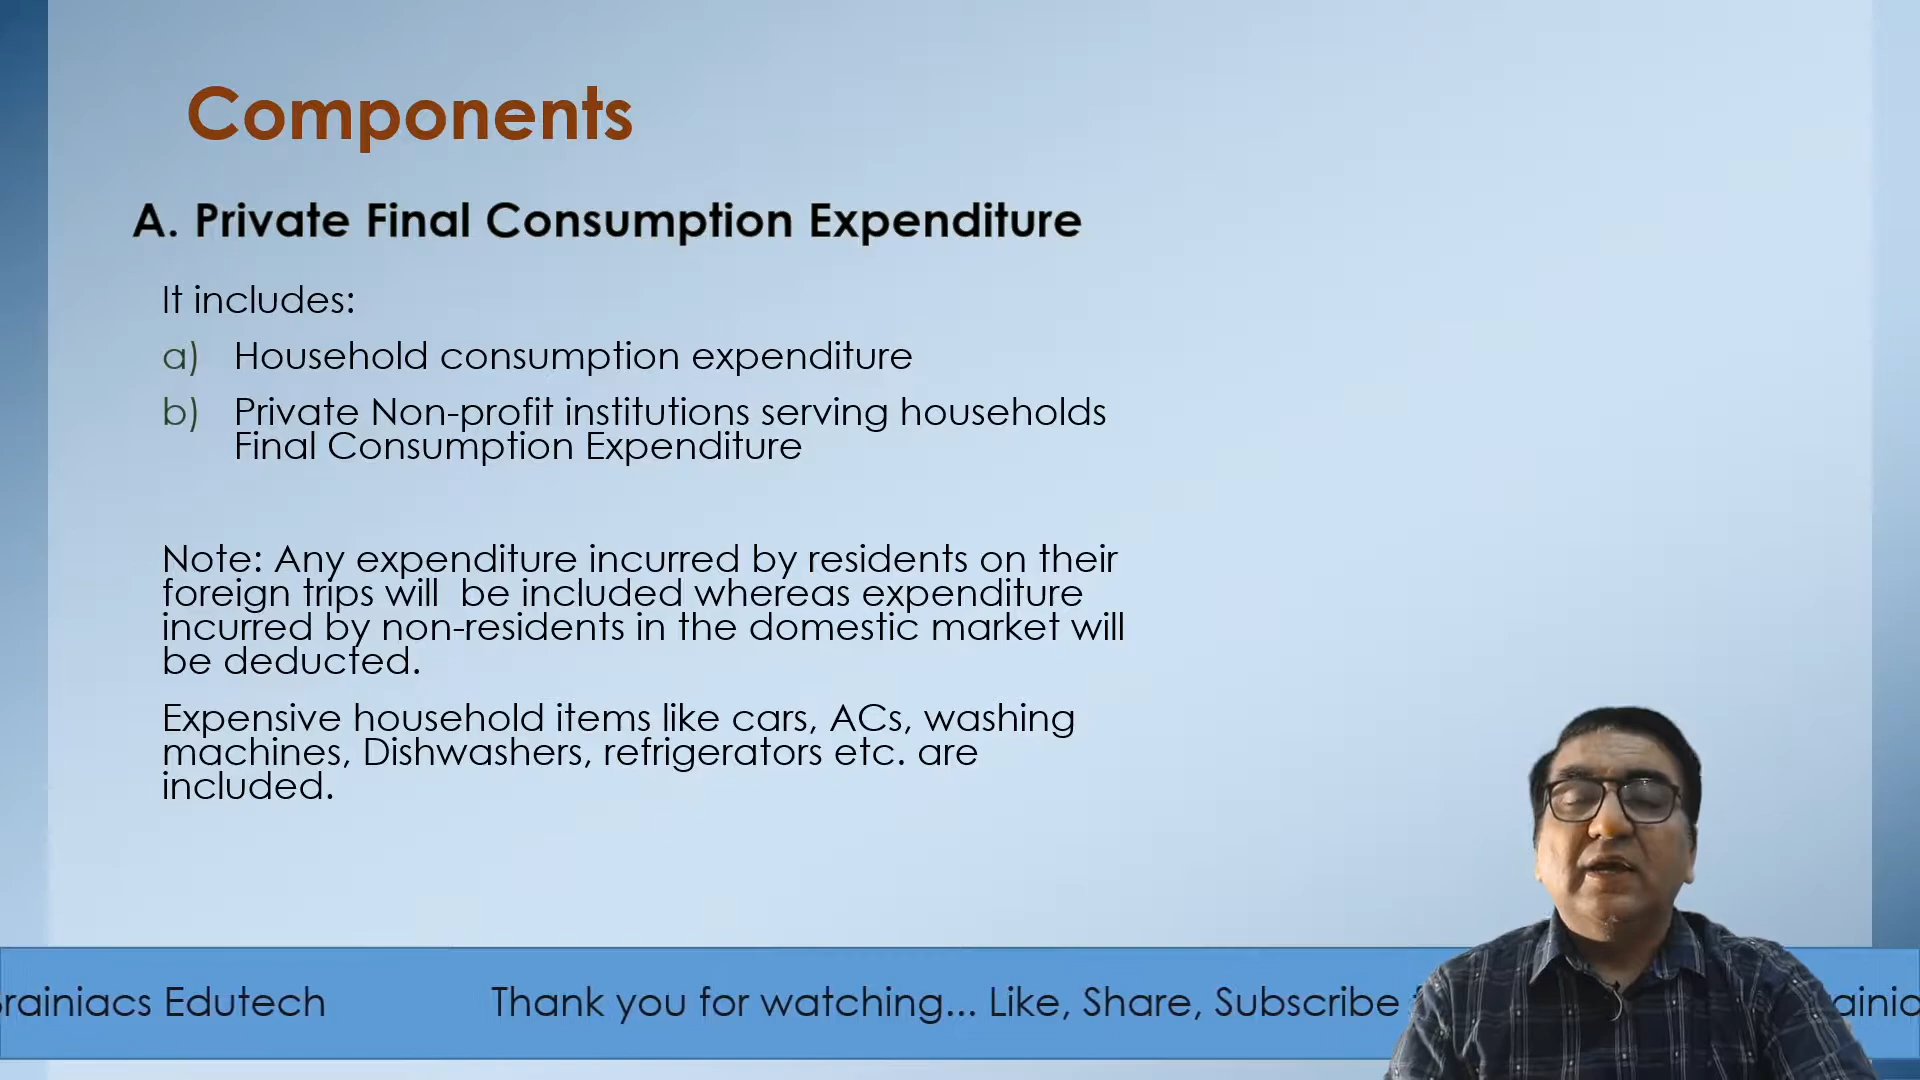 Components
A. Private Final Consumption Expenditure
It includes:
a) Household consumption expenditure
b) Private Non-profit institutions serving households
Final Consumption Expenditure
Note: Any expenditure incurred by residents on their
foreign trips will be included whereas expenditure
incurred by non-residents in the domestic market will
be deducted.
Expensive household items like cars, ACs, washing
machines, Dishwashers, refrigerators etc. are
included.
Edutech Thank you for watching... Like, Share, Subscribe